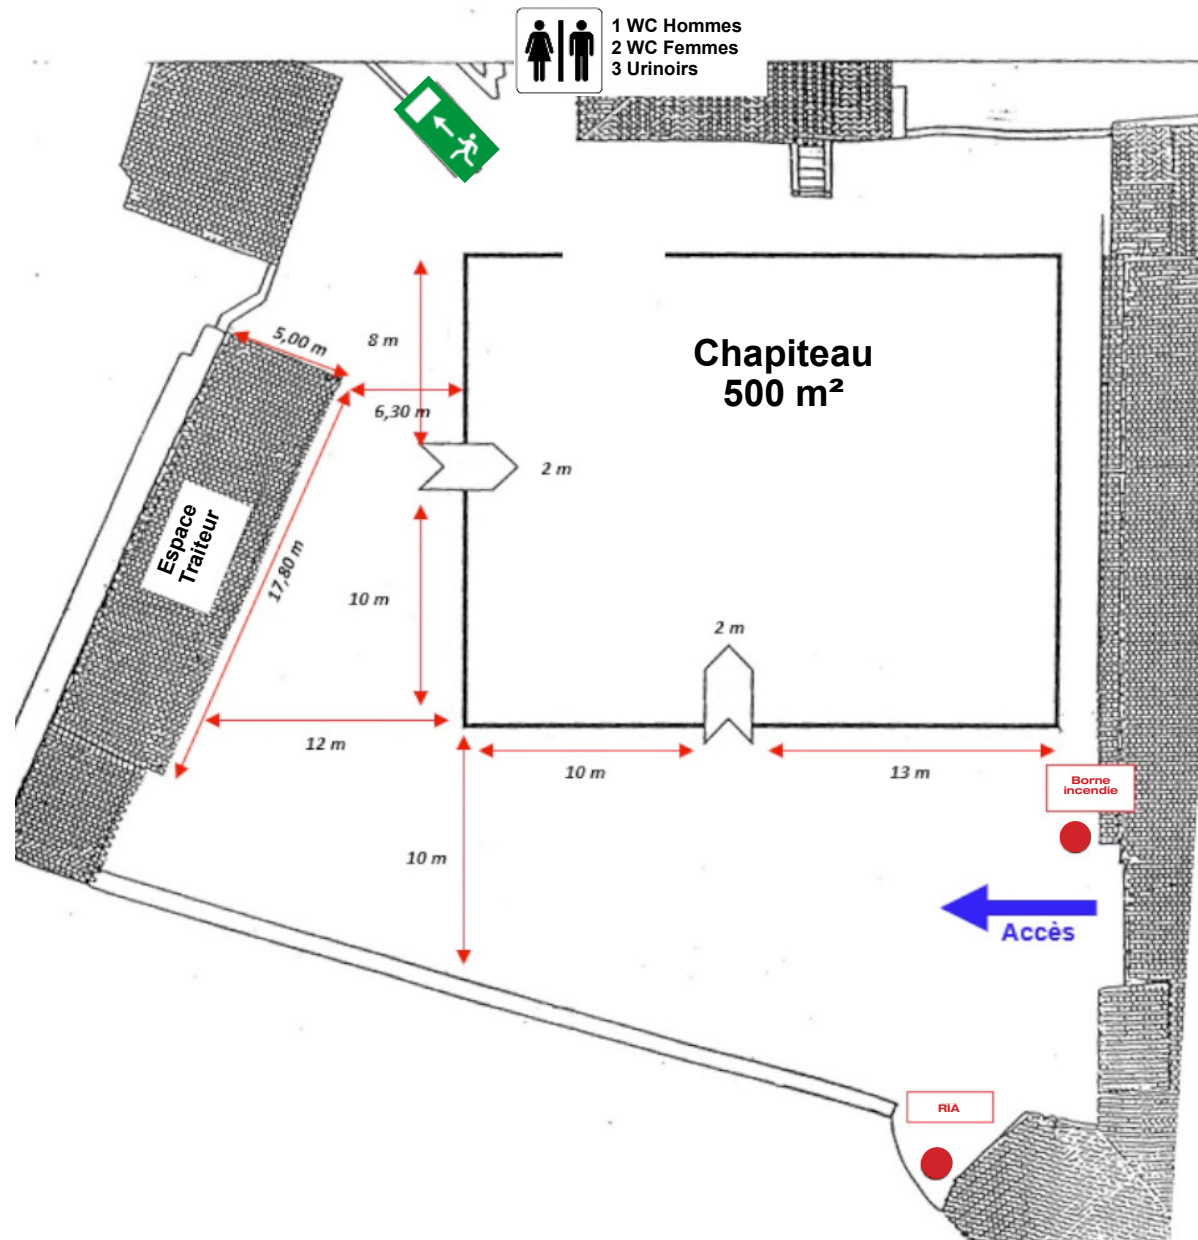 1 WC Hommes
2 WC Femmes
3 Urinoirs
5,00 m
8 m
Chapiteau
500 m²
6,30 m
2 m
Espace
Traiteur
17,80 m
10 m
2 m
12 m
10 m
13 m
Borne
incendie
10 m
Accès
RIA